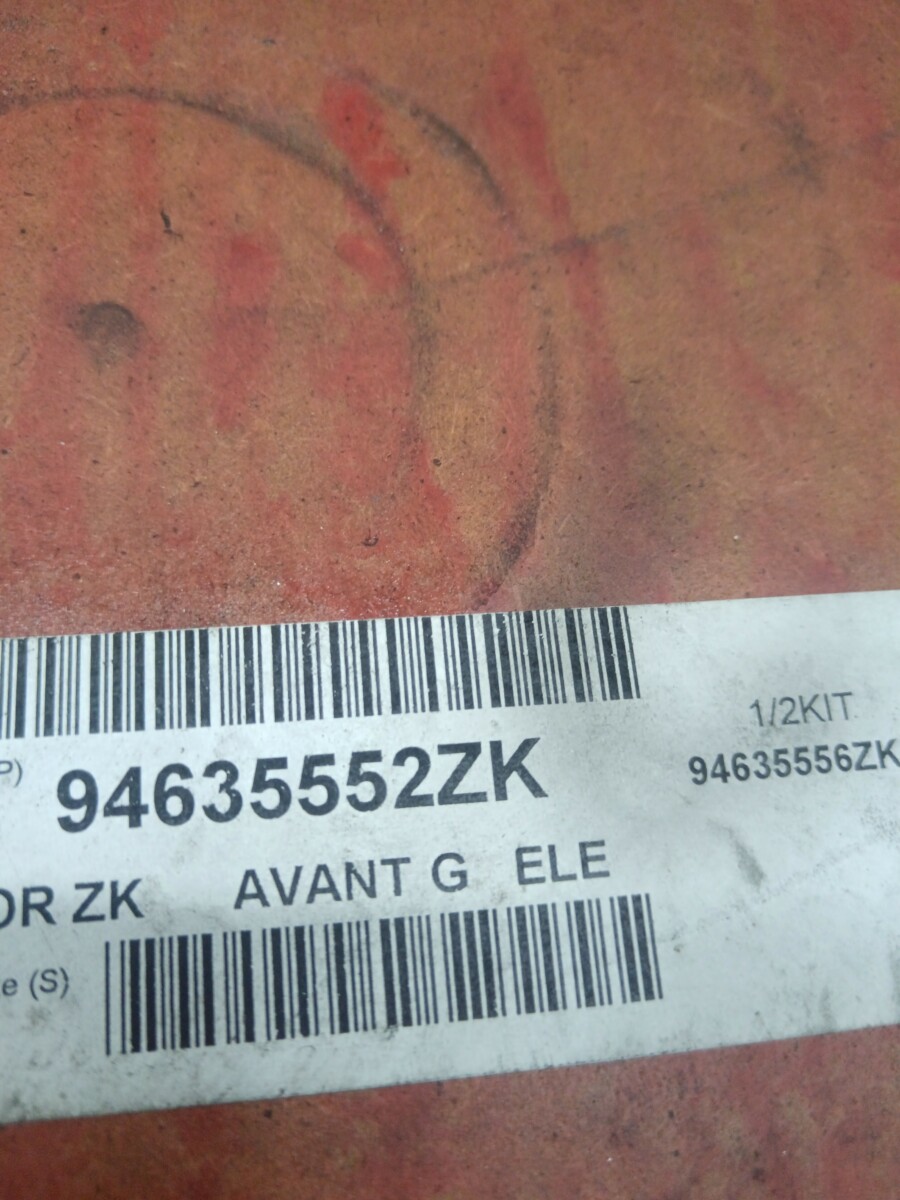 1/2KIT
P) 94635552ZK 94635556ZK
OR ZK AVANT G ELE
e (S)